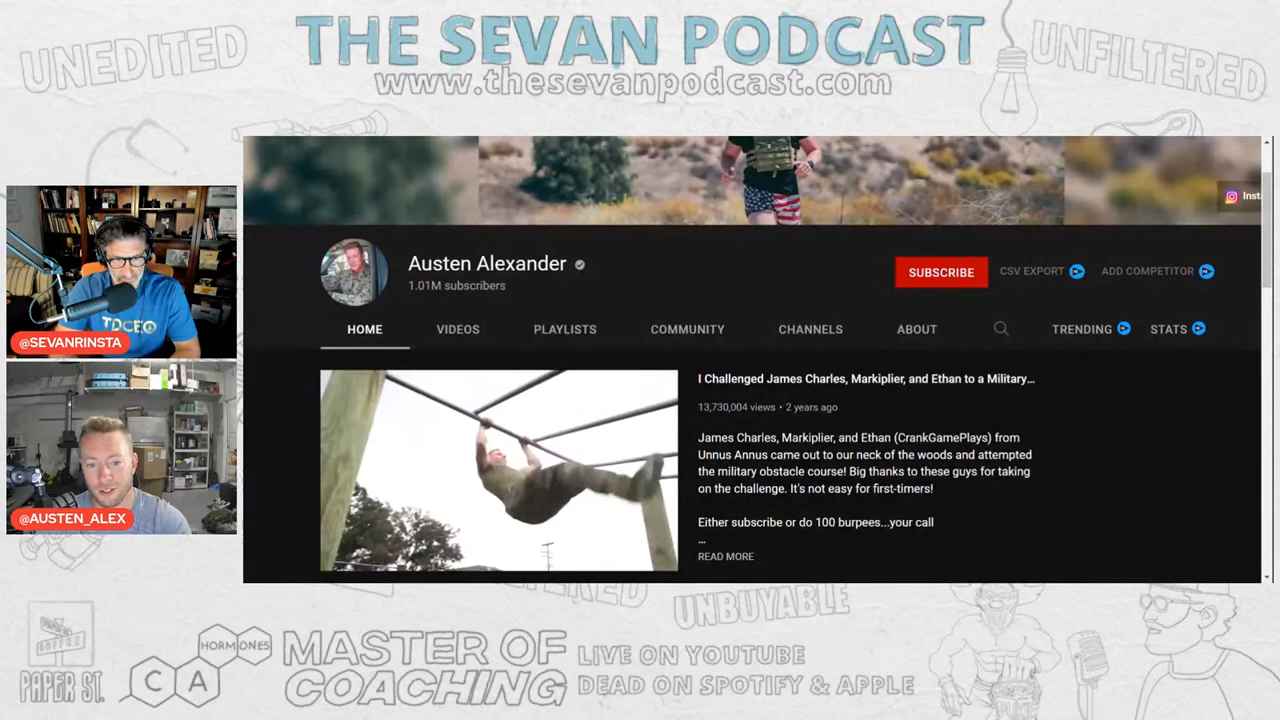 UNEDITED
THE SEVAN PODCAST
www.thesevanpodcast.com
UNFILTERED
Inst
Austen Alexander
1.01M subscribers
SUBSCRIBE
CSV EXPORT
ADD COMPETITOR
HOME
VIDEOS
PLAYLISTS
COMMUNITY
CHANNELS
ABOUT
TRENDING
STATS
I Challenged James Charles, Markiplier, and Ethan to a Military…
13,730,004 views • 2 years ago
James Charles, Markiplier, and Ethan (CrankGamePlays) from
Unnus Annus came out to our neck of the woods and attempted
the military obstacle course! Big thanks to these guys for taking
on the challenge. It's not easy for first-timers!
Either subscribe or do 100 burpees...your call
...
READ MORE
TDCEO
@SEVANRINSTA
@AUSTEN_ALEX
UNBUYABLE
PAPER ST.
COFFEE
HORMONES
CA
MASTER OF
COACHING
LIVE ON YOUTUBE
DEAD ON SPOTIFY & APPLE